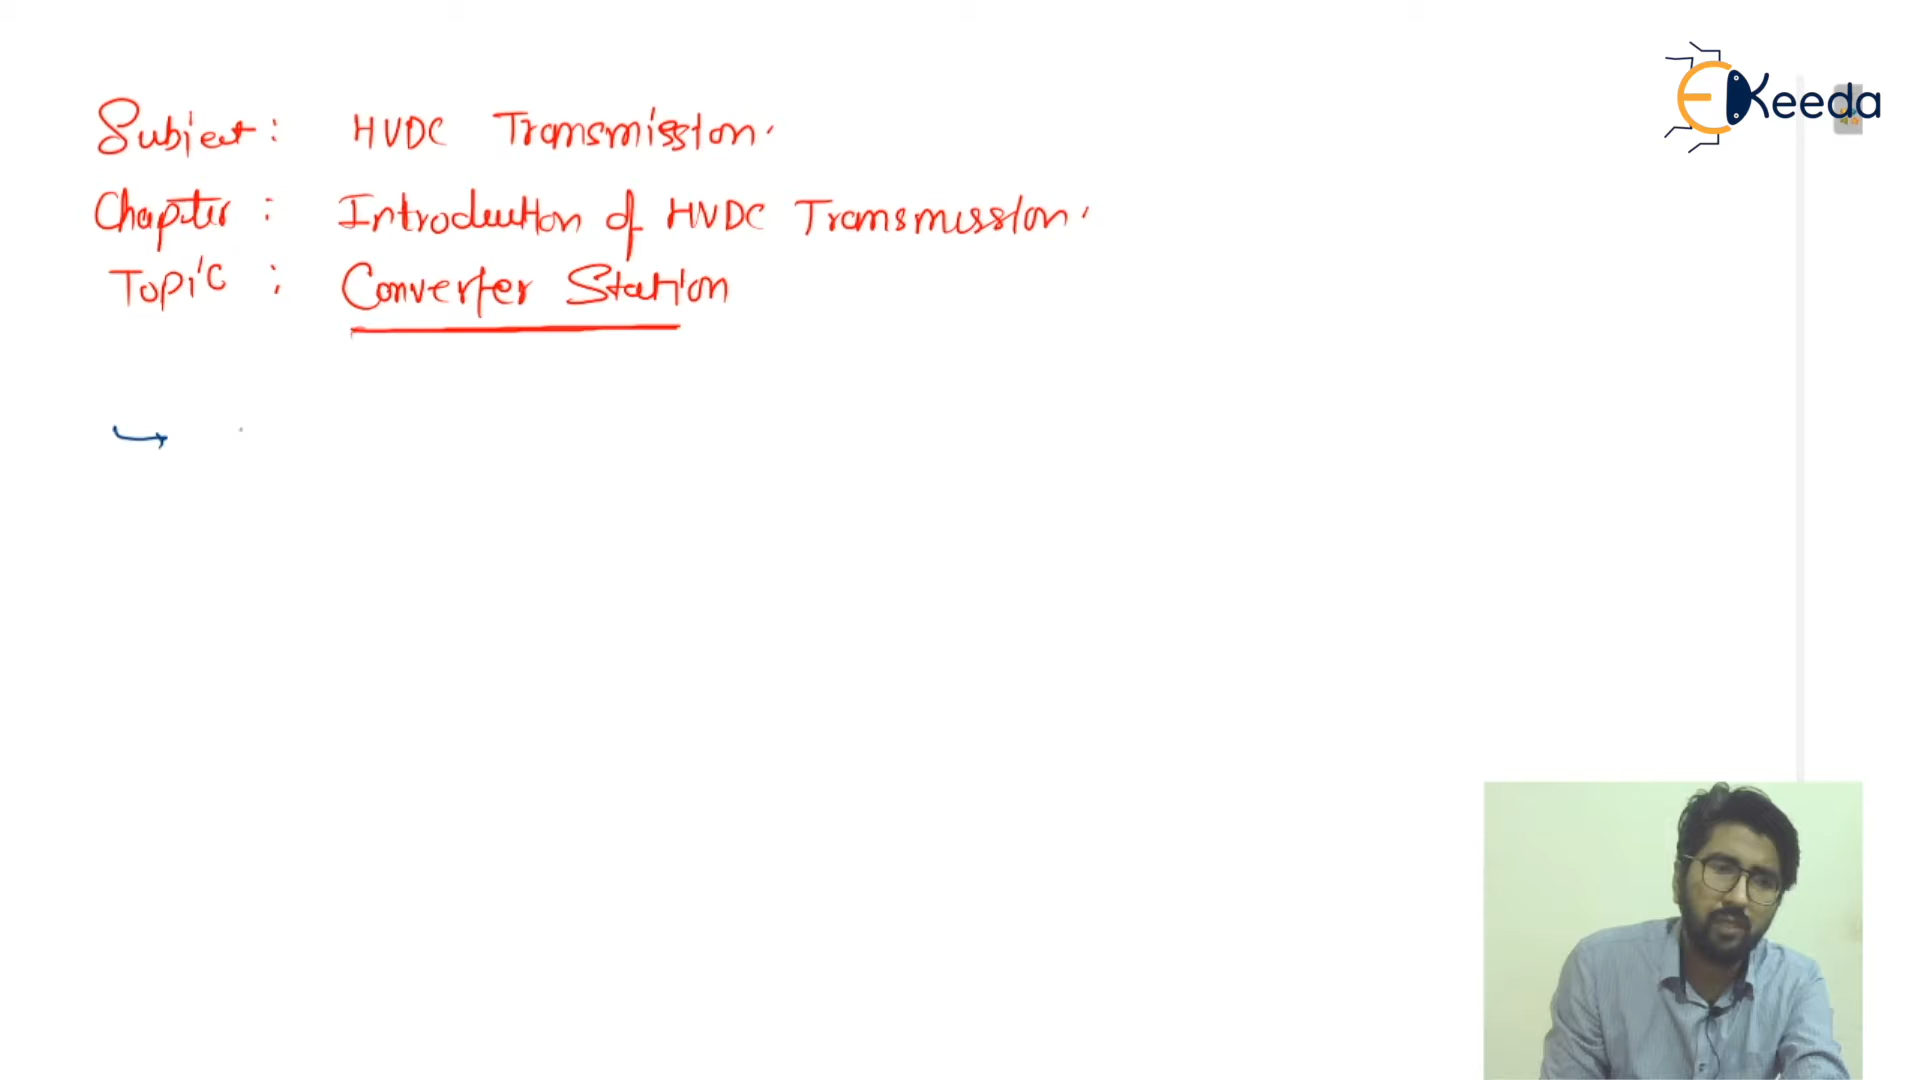 EKeeda
Subject : HVDC Transmission.
Chapter : Introduction of HVDC Transmission.
Topic : Converter Station